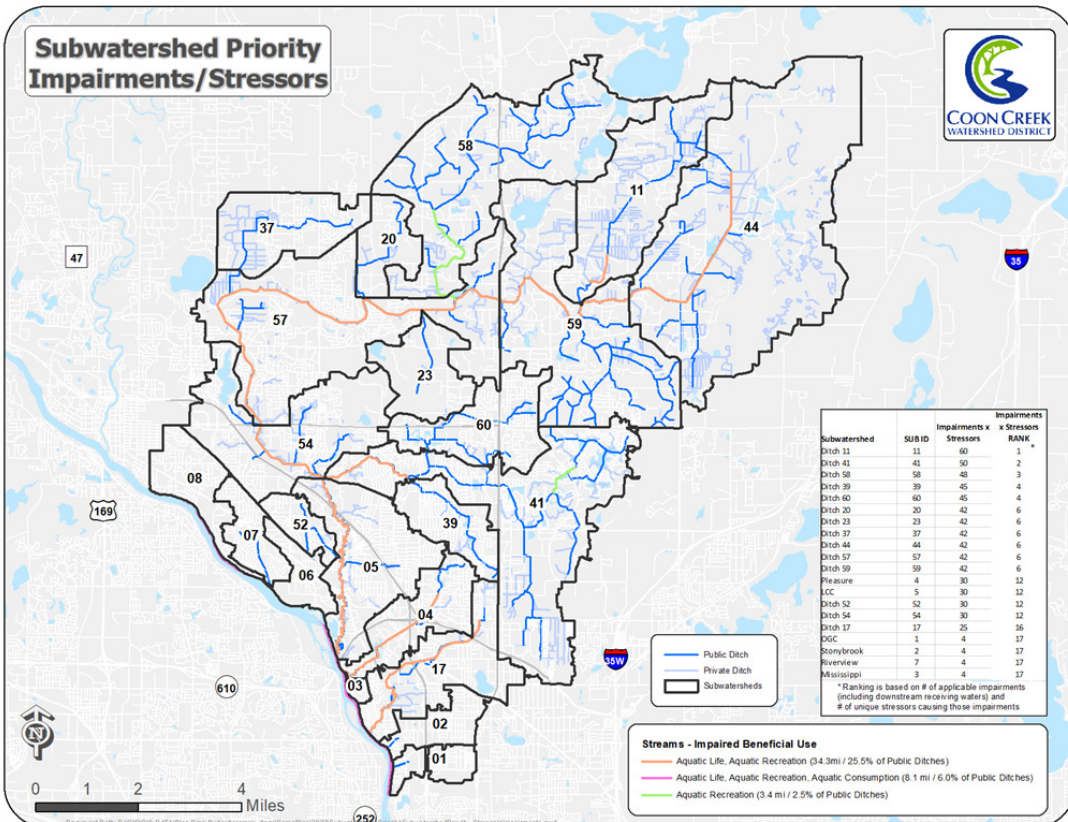 Subwatershed Priority
Impairments/Stressors
COON CREEK
WATERSHED DISTRICT
58
11
37
20
44
47
35
57
59
23
60
54
08
41
169
39
52
07
05
06
04
35W
17
03
610
02
01
252
N
0 2 4
Miles
Impairments
Impairments x x Stressors
Subwatershed SUB ID Stressors RANK *
Ditch 11 11 60 1
Ditch 41 41 50 2
Ditch 58 58 48 3
Ditch 39 39 45 4
Ditch 60 60 45 4
Ditch 20 20 42 6
Ditch 23 23 42 6
Ditch 37 37 42 6
Ditch 44 44 42 6
Ditch 57 57 42 6
Ditch 59 59 42 6
Pleasure 4 30 12
LCC 5 30 12
Ditch 52 52 30 12
Ditch 54 54 30 12
Ditch 17 17 25 16
OGC 1 4 17
Stonybrook 2 4 17
Riverview 7 4 17
Mississippi 3 4 17
* Ranking is based on # of applicable impairments
(including downstream receiving waters) and
# of unique stressors causing those impairments
Public Ditch
Private Ditch
Subwatersheds
Streams - Impaired Beneficial Use
Aquatic Life, Aquatic Recreation (34.3mi / 25.5% of Public Ditches)
Aquatic Life, Aquatic Recreation, Aquatic Consumption (8.1 mi / 6.0% of Public Ditches)
Aquatic Recreation (3.4 mi / 2.5% of Public Ditches)